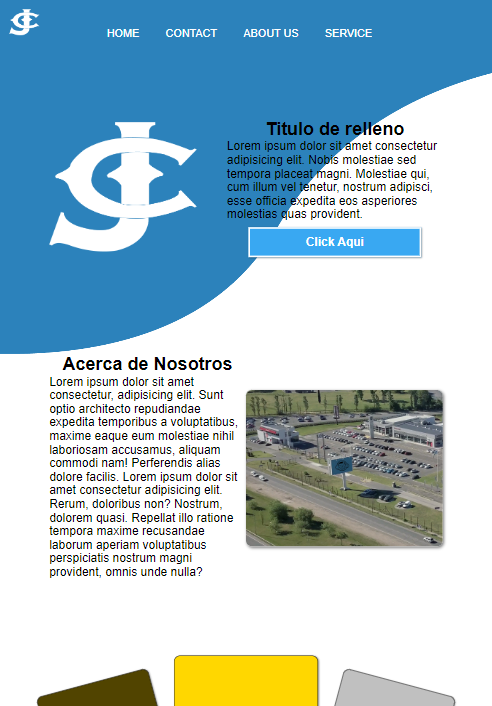 HOME CONTACT ABOUT US SERVICE
Titulo de relleno
Lorem ipsum dolor sit amet consectetur
adipisicing elit. Nobis molestiae sed
tempora placeat magni. Molestiae qui,
cum illum vel tenetur, nostrum adipisci,
esse officia expedita eos asperiores
molestias quas provident.
Click Aqui
Acerca de Nosotros
Lorem ipsum dolor sit amet
consectetur, adipisicing elit. Sunt
optio architecto repudiandae
expedita temporibus a voluptatibus,
maxime eaque eum molestiae nihil
laboriosam accusamus, aliquam
commodi nam! Perferendis alias
dolore facilis. Lorem ipsum dolor sit
amet consectetur adipisicing elit.
Rerum, doloribus non? Nostrum,
dolorem quasi. Repellat illo ratione
tempora maxime recusandae
laborum aperiam voluptatibus
perspiciatis nostrum magni
provident, omnis unde nulla?